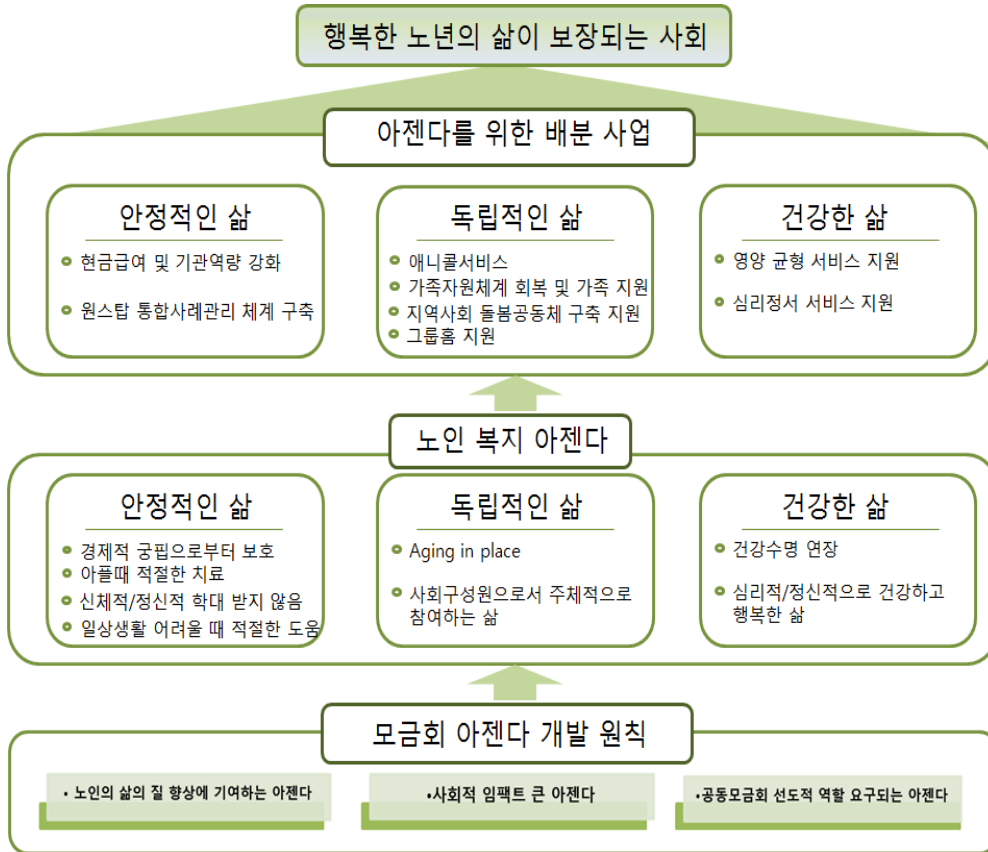 행복한 노년의 삶이 보장되는 사회
아젠다를 위한 배분 사업
안정적인 삶
현금급여 및 기관역량 강화
원스탑 통합사례관리 체계 구축
독립적인 삶
애니콜서비스
가족자원체계 회복 및 가족 지원
지역사회 돌봄공동체 구축 지원
그룹홈 지원
건강한 삶
영양 균형 서비스 지원
심리정서 서비스 지원
노인 복지 아젠다
안정적인 삶
경제적 궁핍으로부터 보호
아플때 적절한 치료
신체적/정신적 학대 받지 않음
일상생활 어려울 때 적절한 도움
독립적인 삶
Aging in place
사회구성원으로서 주체적으로
참여하는 삶
건강한 삶
건강수명 연장
심리적/정신적으로 건강하고
행복한 삶
모금회 아젠다 개발 원칙
• 노인의 삶의 질 향상에 기여하는 아젠다
•사회적 임팩트 큰 아젠다
•공동모금회 선도적 역할 요구되는 아젠다